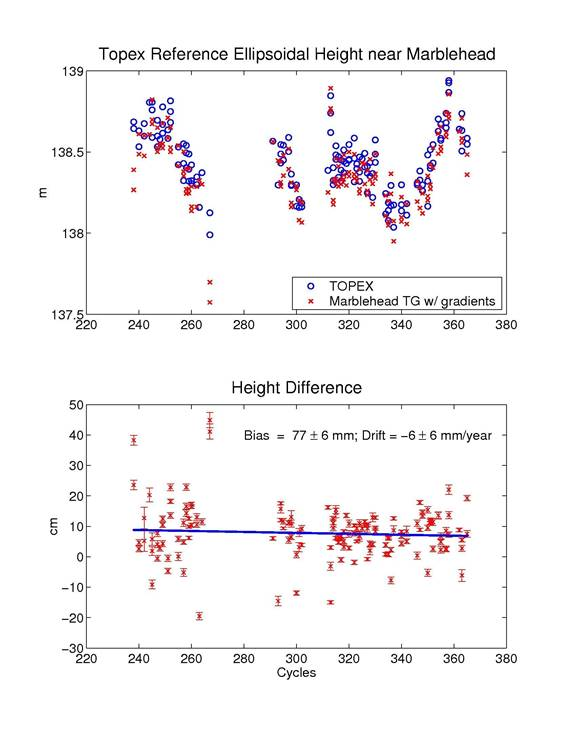 Topex Reference Ellipsoidal Height near Marblehead
139
138.5
m
138
TOPEX
Marblehead TG w/ gradients
137.5
220 240 260 280 300 320 340 360 380
Height Difference
50
Bias = 77 ± 6 mm; Drift = −6 ± 6 mm/year
40
30
20
cm
10
0
−10
−20
−30
220 240 260 280 300 320 340 360 380
Cycles